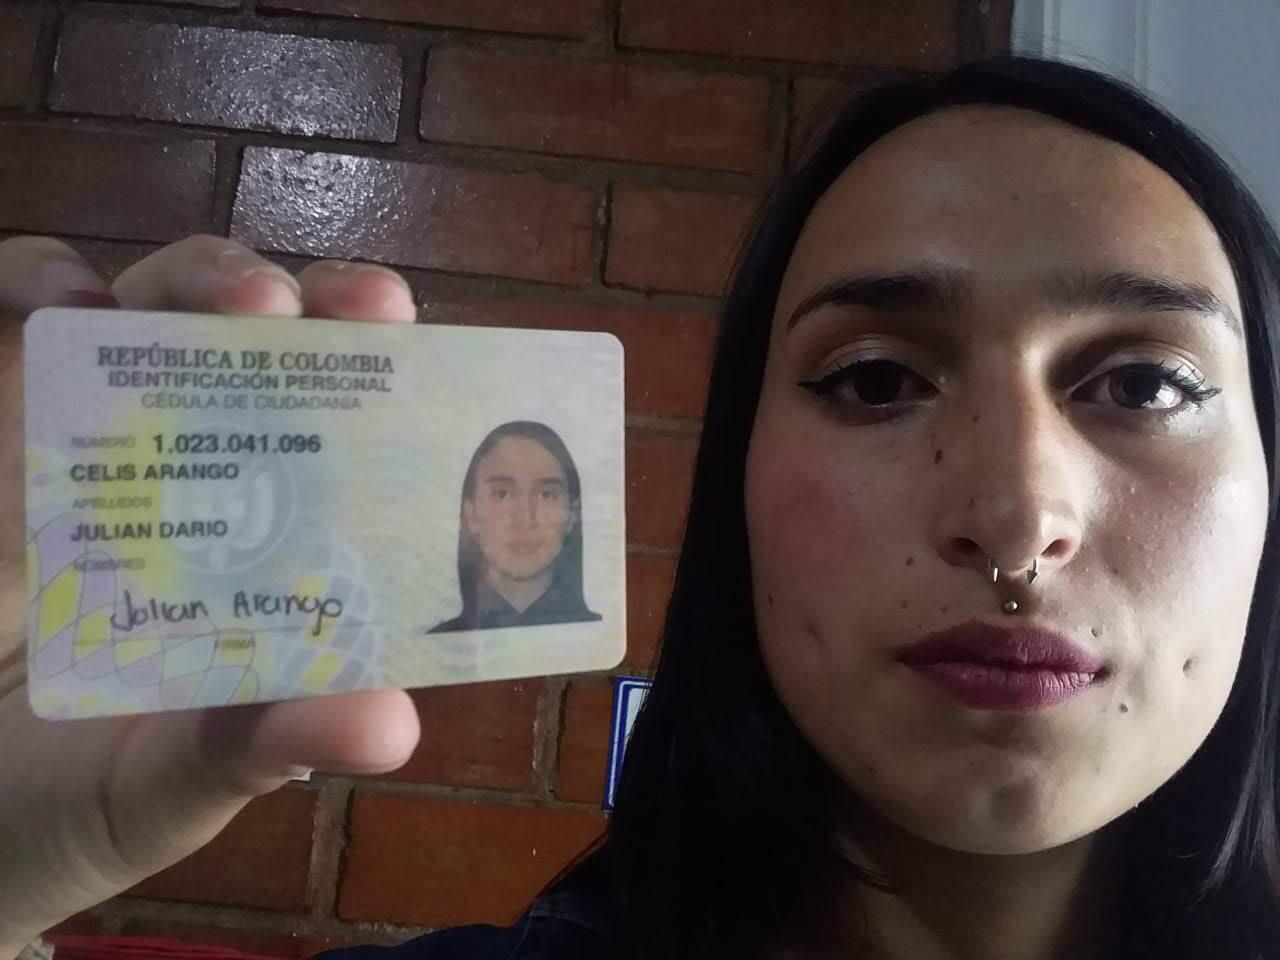 REPÚBLICA DE COLOMBIA
IDENTIFICACIÓN PERSONAL
CÉDULA DE CIUDADANÍA
NÚMERO 1.023.041.096
CELIS ARANGO
APELLIDOS
JULIAN DARIO
NOMBRES
Julian Arango
FIRMA